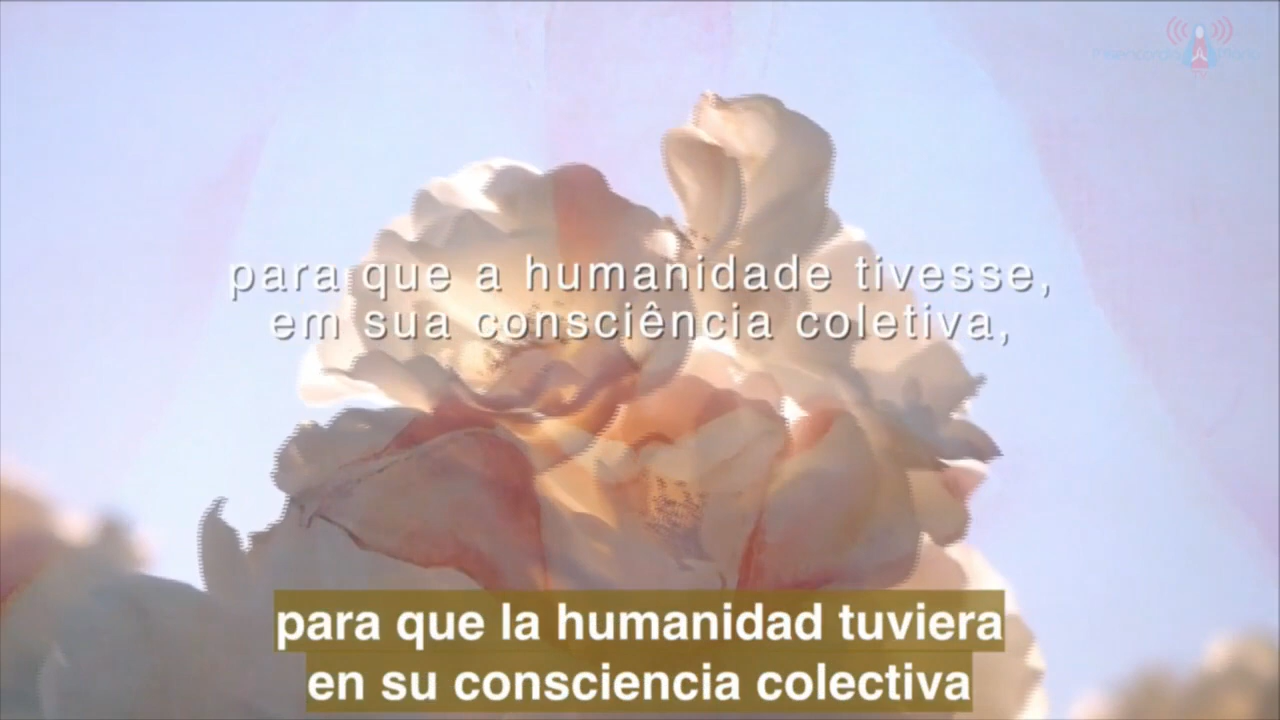 para que a humanidade tivesse,
em sua consciência coletiva,
para que la humanidad tuviera
en su consciencia colectiva